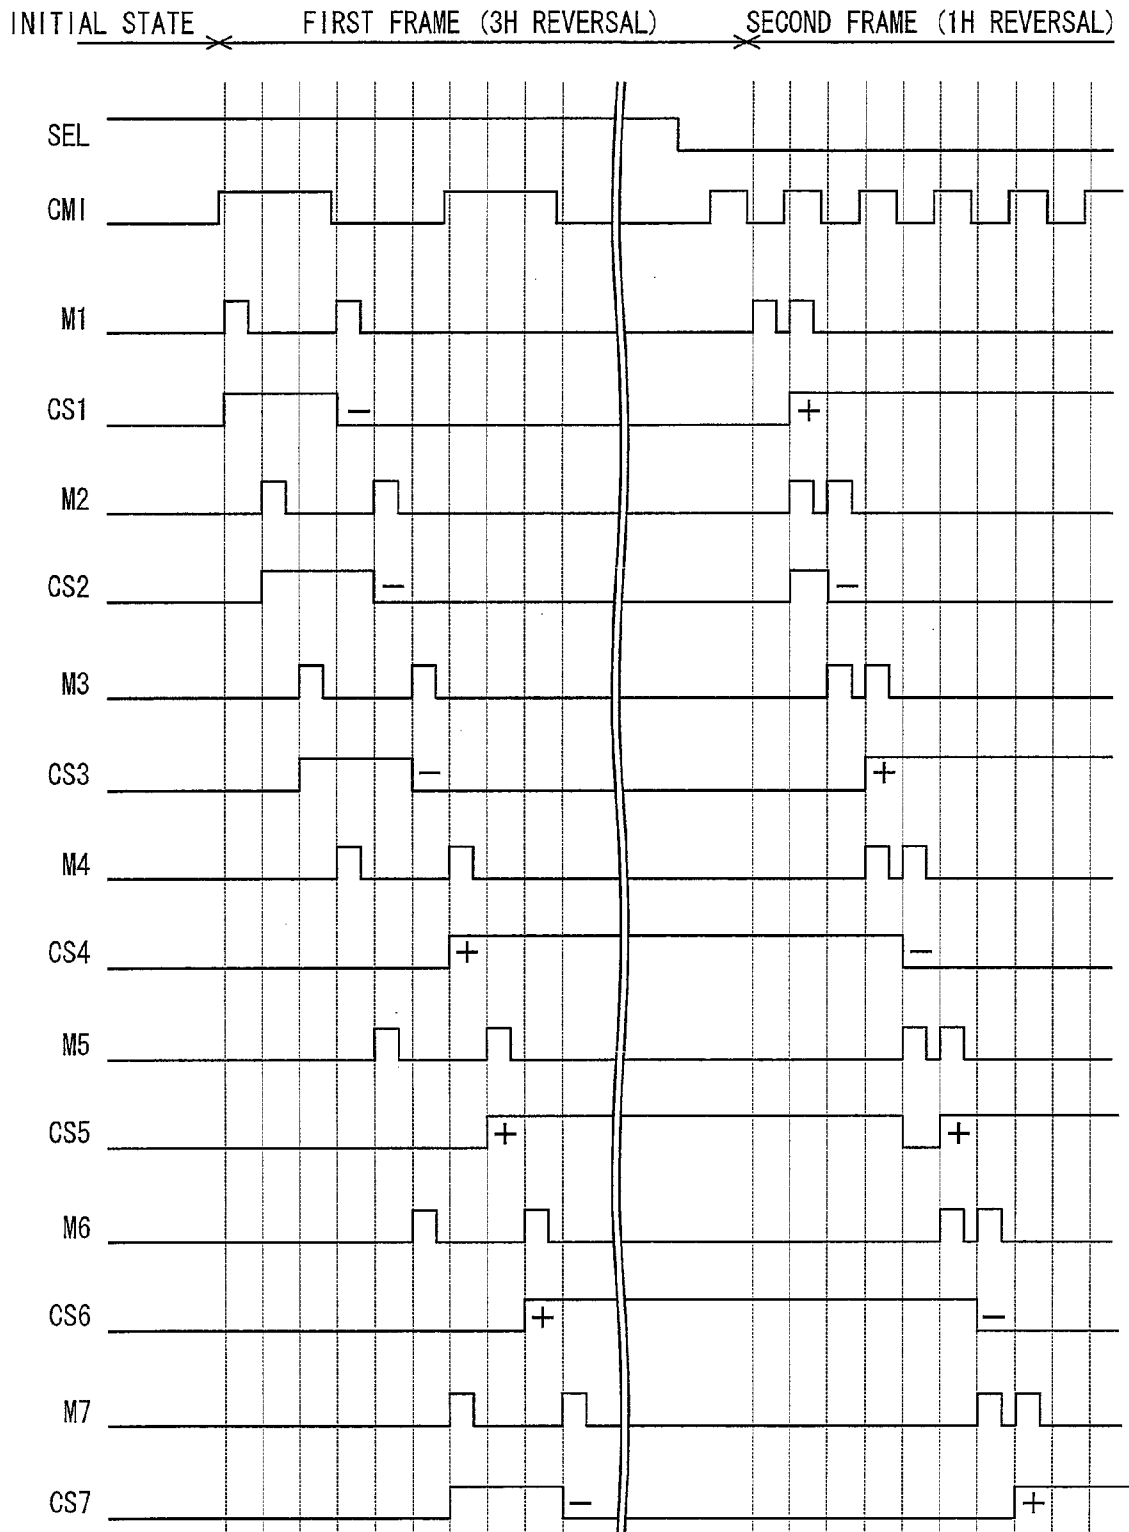 INITIAL STATE FIRST FRAME (3H REVERSAL) SECOND FRAME (1H REVERSAL)
SEL
CMI
M1
CS1 − +
M2
CS2 − −
M3
CS3 − +
M4
CS4 + −
M5
CS5 + +
M6
CS6 + −
M7
CS7 − +